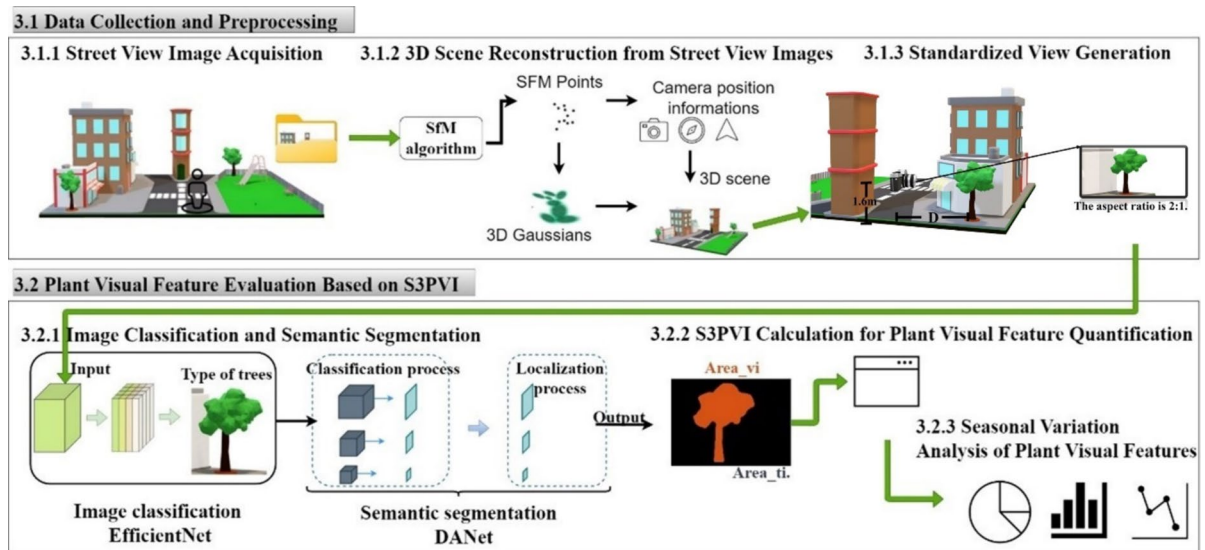 3.1 Data Collection and Preprocessing
3.1.1 Street View Image Acquisition
3.1.2 3D Scene Reconstruction from Street View Images
3.1.3 Standardized View Generation
SfM
algorithm
SFM Points
Camera position
informations
3D Gaussians
3D scene
1.6m
D
The aspect ratio is 2:1.
3.2 Plant Visual Feature Evaluation Based on S3PVI
3.2.1 Image Classification and Semantic Segmentation
Input
Type of trees
Classification process
Localization
process
Output
Image classification
EfficientNet
Semantic segmentation
DANet
3.2.2 S3PVI Calculation for Plant Visual Feature Quantification
Area_vi
Area_ti.
3.2.3 Seasonal Variation
Analysis of Plant Visual Features